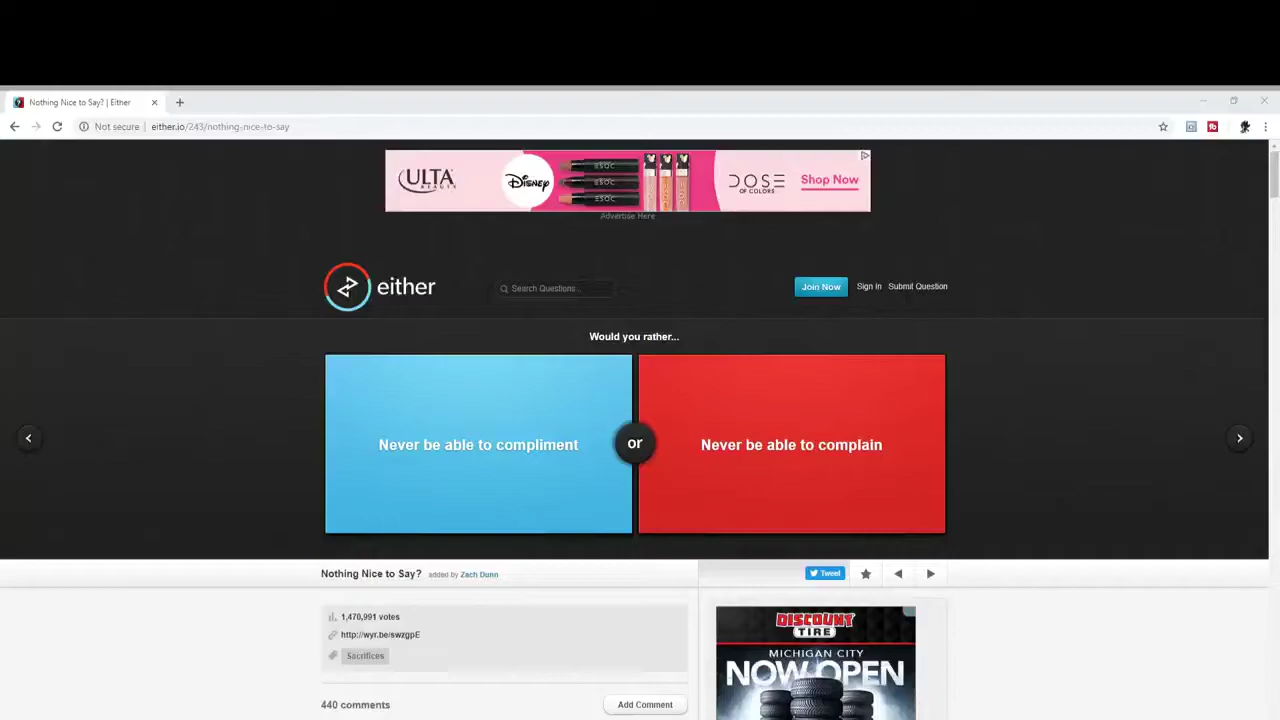 Nothing Nice to Say? | Either
Not secure
either.io/243/nothing-nice-to-say
ULTA
BEAUTY
Disney
DOSE
OF COLORS
Shop Now
Advertise Here
either
Search Questions...
Join Now
Sign In
Submit Question
Would you rather...
Never be able to compliment
or
Never be able to complain
Nothing Nice to Say?
added by Zach Dunn
Tweet
1,470,991 votes
http://wyr.be/swzgpE
Sacrifices
440 comments
Add Comment
DISCOUNT
TIRE
MICHIGAN CITY
NOW OPEN